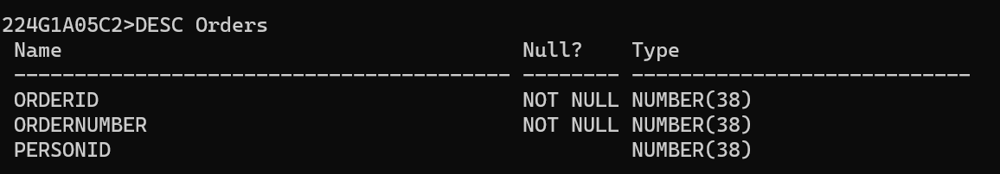 224G1A05C2>DESC Orders
 Name                                      Null?    Type
 ----------------------------------------- -------- ----------------------------
 ORDERID                                   NOT NULL NUMBER(38)
 ORDERNUMBER                               NOT NULL NUMBER(38)
 PERSONID                                           NUMBER(38)